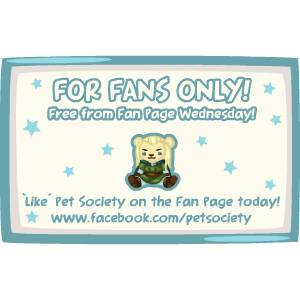 FOR FANS ONLY!
Free from Fan Page Wednesday!
`Like´ Pet Society on the Fan Page today!
www.facebook.com/petsociety